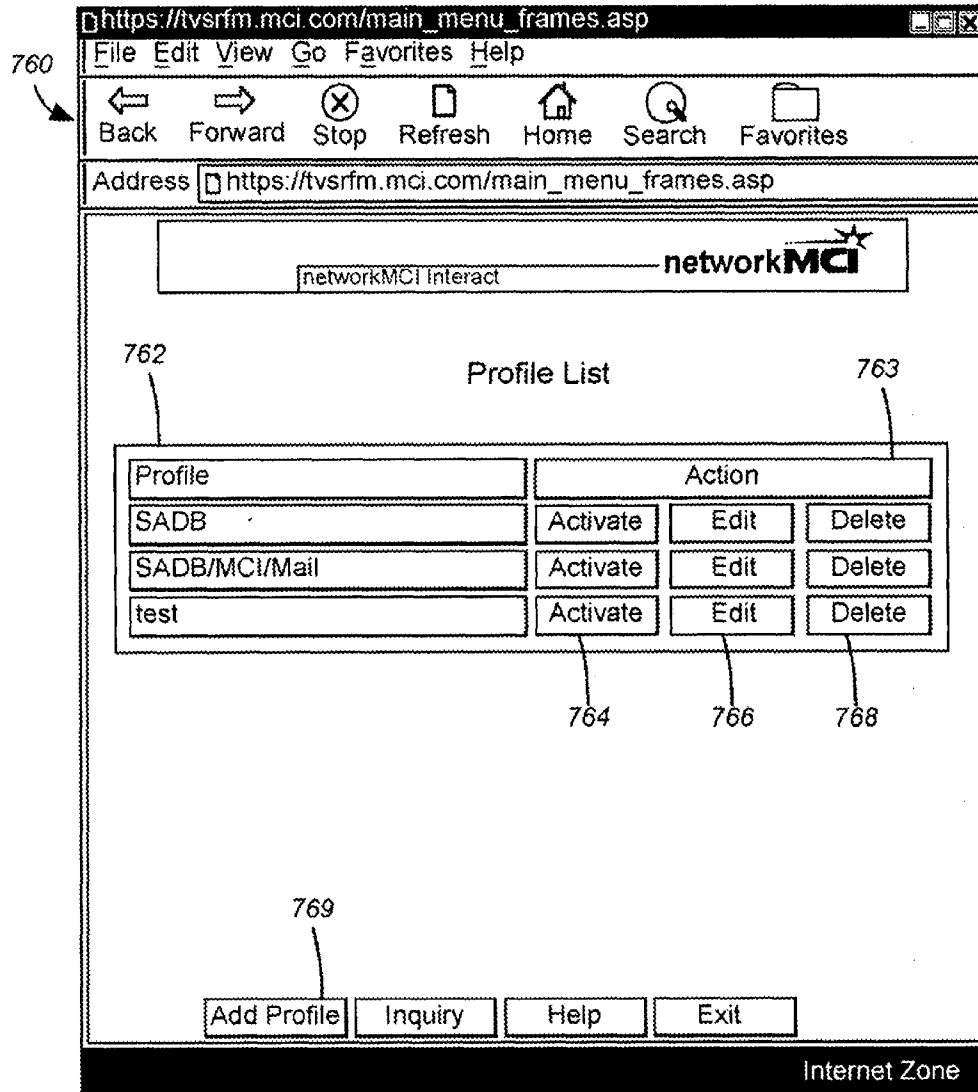 https://tvsrfm.mci.com/main_menu_frames.asp
File Edit View Go Favorites Help
760
Back Forward Stop Refresh Home Search Favorites
Address https://tvsrfm.mci.com/main_menu_frames.asp
networkMCI Interact
networkMCI
762
Profile List
763
Profile Action
SADB Activate Edit Delete
SADB/MCI/Mail Activate Edit Delete
test Activate Edit Delete
764 766 768
769
Add Profile Inquiry Help Exit
Internet Zone